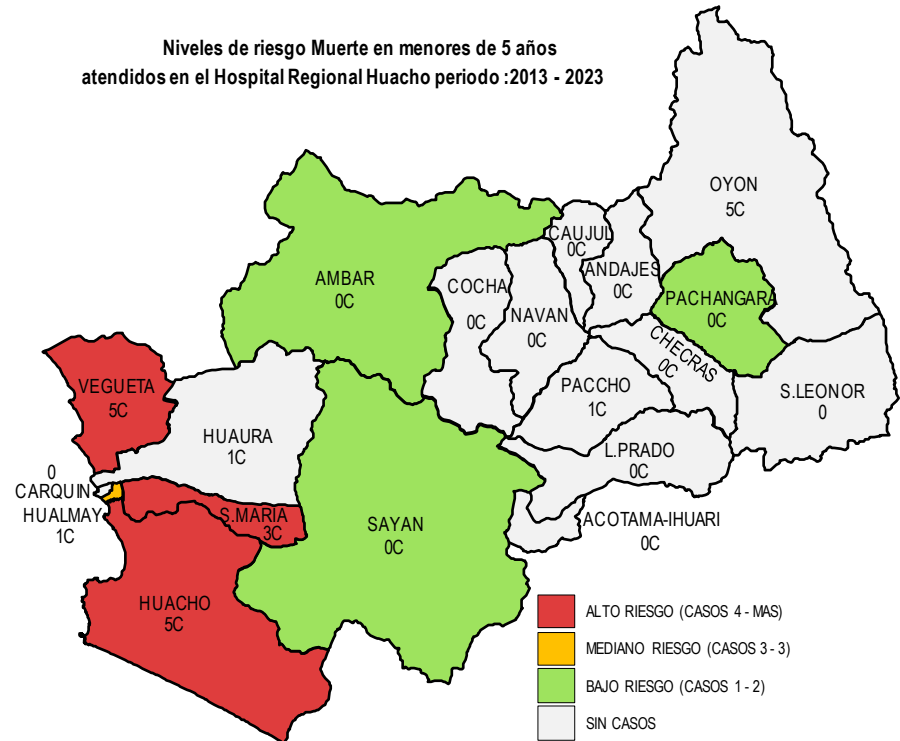 Niveles de riesgo Muerte en menores de 5 años
atendidos en el Hospital Regional Huacho periodo :2013 - 2023
OYON
5C
CAUJUL
0C
AMBAR
0C
COCHA
0C
NAVAN
0C
ANDAJES
0C
PACHANGARA
0C
CHECRAS
0C
VEGUETA
5C
PACCHO
1C
S.LEONOR
0
HUAURA
1C
L.PRADO
0C
0
CARQUIN
HUALMAY
1C
S.MARIA
3C
SAYAN
0C
ACOTAMA-IHUARI
0C
HUACHO
5C
ALTO RIESGO (CASOS 4 - MAS)
MEDIANO RIESGO (CASOS 3 - 3)
BAJO RIESGO (CASOS 1 - 2)
SIN CASOS